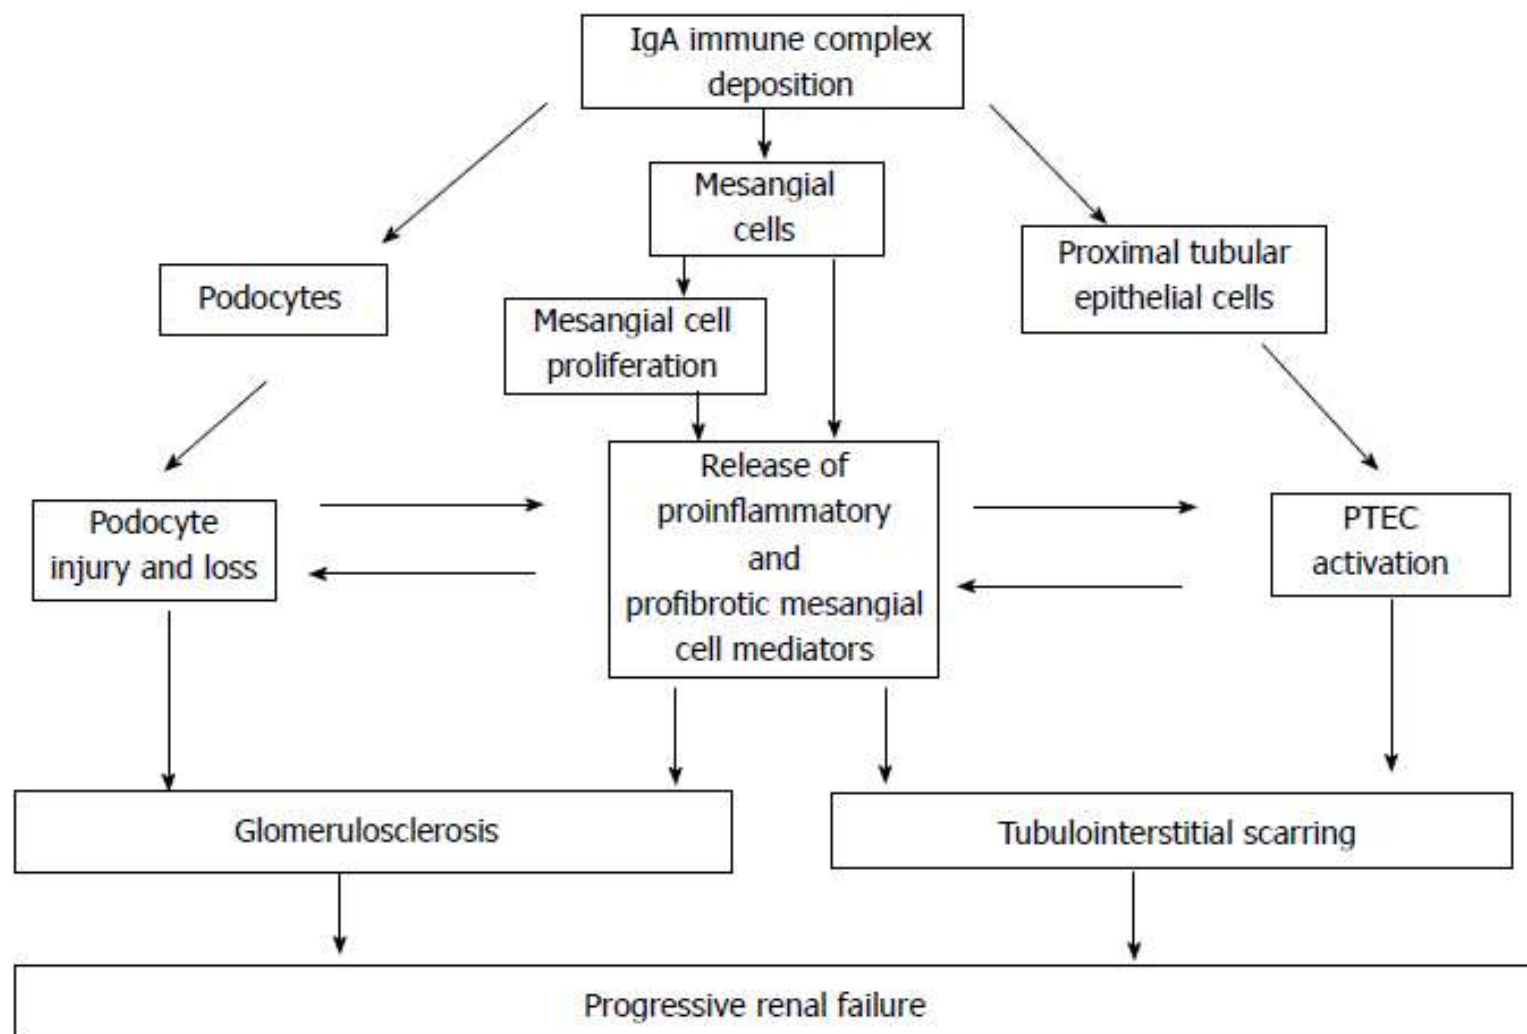 IgA immune complex
deposition
Mesangial
cells
Proximal tubular
epithelial cells
Podocytes
Mesangial cell
proliferation
Release of
proinflammatory
and
profibrotic mesangial
cell mediators
Podocyte
injury and loss
PTEC
activation
Glomerulosclerosis
Tubulointerstitial scarring
Progressive renal failure